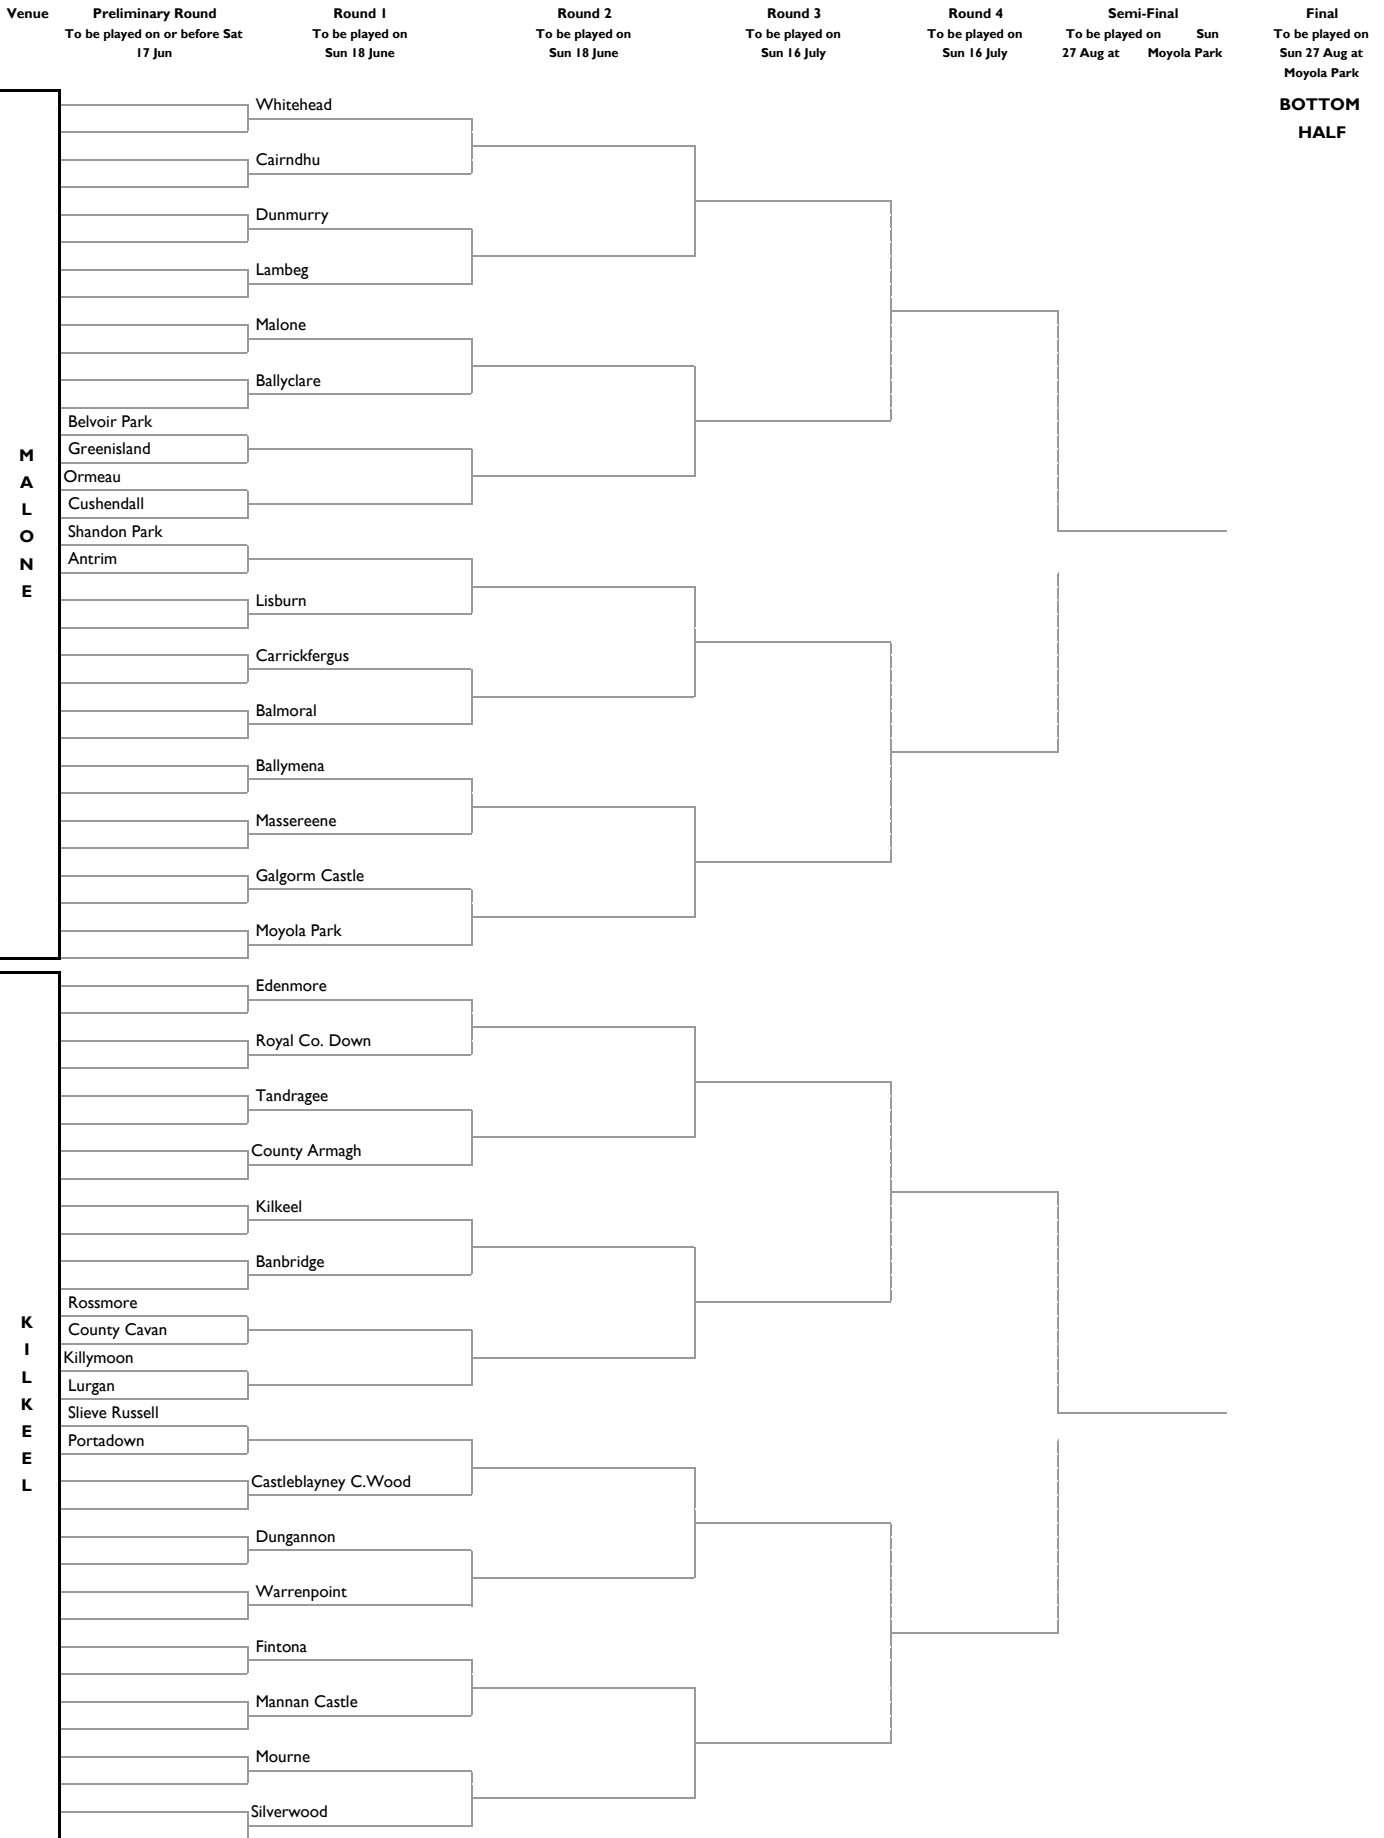 Venue
Preliminary Round
To be played on or before Sat
17 Jun
Round 1
To be played on
Sun 18 June
Round 2
To be played on
Sun 18 June
Round 3
To be played on
Sun 16 July
Round 4
To be played on
Sun 16 July
Semi-Final
To be played on Sun
27 Aug at Moyola Park
Final
To be played on
Sun 27 Aug at
Moyola Park
BOTTOM
HALF
M
A
L
O
N
E
Whitehead
Cairndhu
Dunmurry
Lambeg
Malone
Ballyclare
Belvoir Park
Greenisland
Ormeau
Cushendall
Shandon Park
Antrim
Lisburn
Carrickfergus
Balmoral
Ballymena
Massereene
Galgorm Castle
Moyola Park
K
I
L
K
E
E
L
Edenmore
Royal Co. Down
Tandragee
County Armagh
Kilkeel
Banbridge
Rossmore
County Cavan
Killymoon
Lurgan
Slieve Russell
Portadown
Castleblayney C.Wood
Dungannon
Warrenpoint
Fintona
Mannan Castle
Mourne
Silverwood